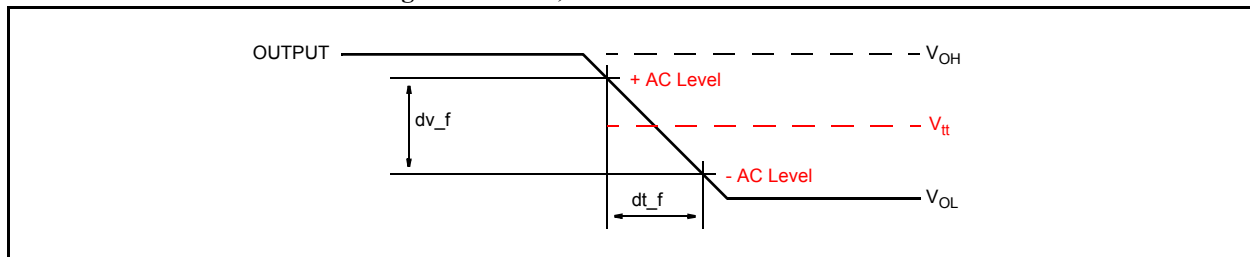 OUTPUT
V_OH
+ AC Level
dv_f
V_tt
- AC Level
dt_f
V_OL